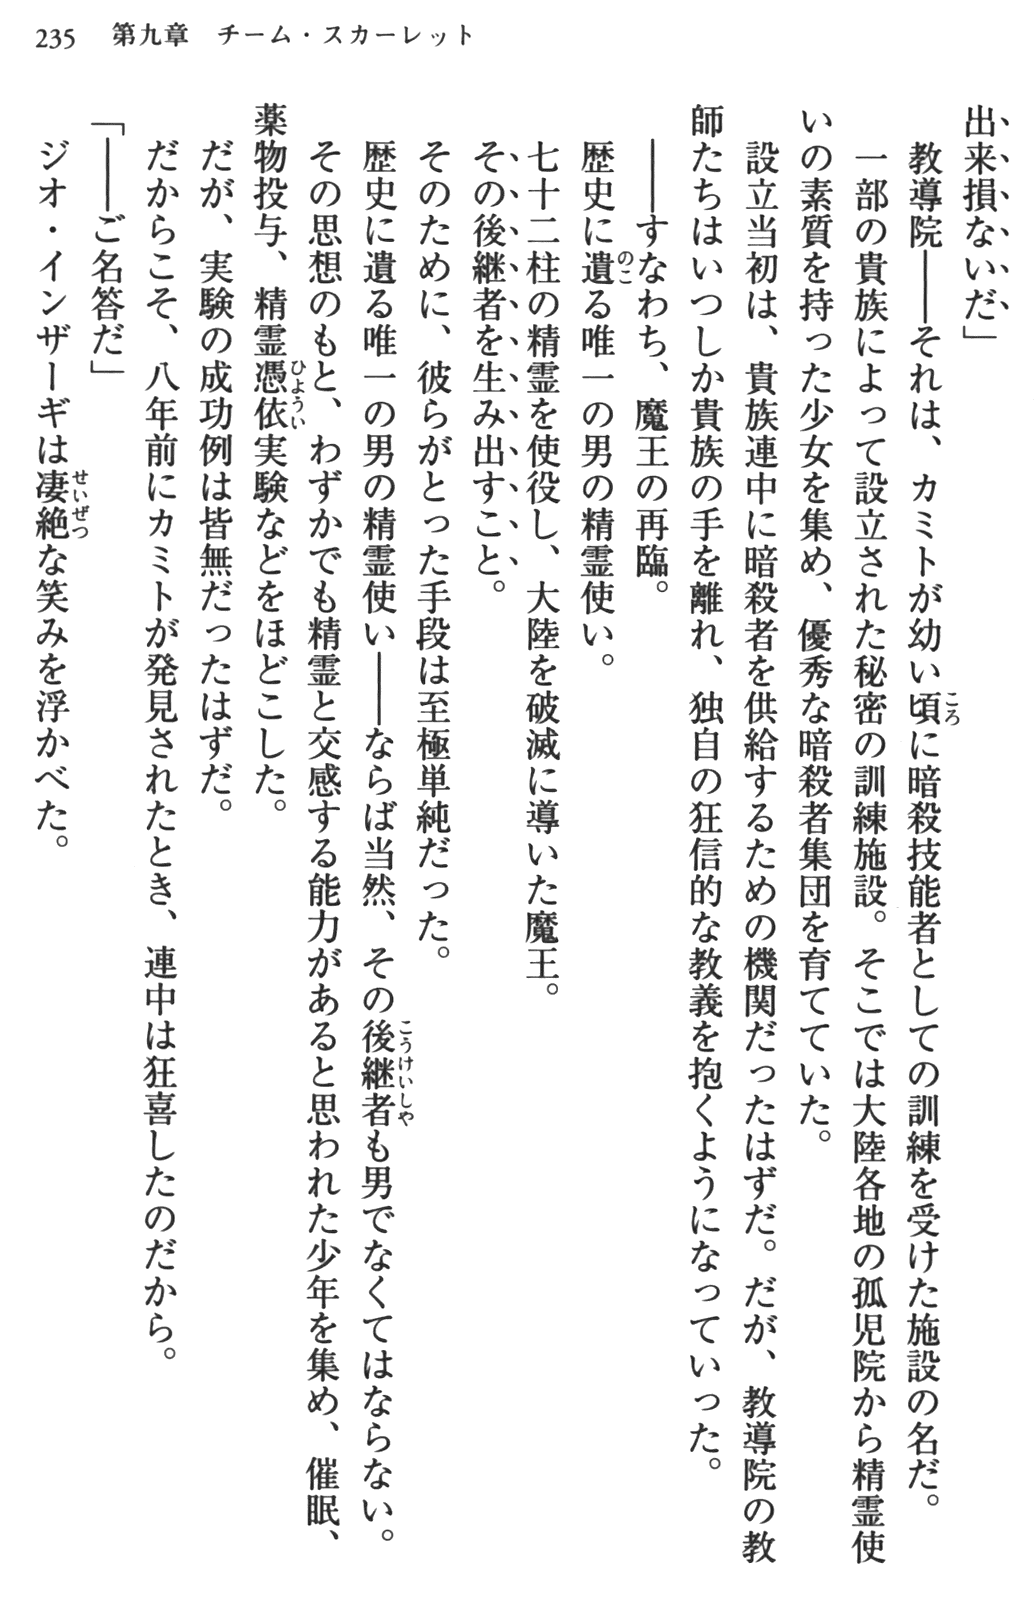 235 第九章 チーム・スカーレット
出来損ないだ」
教導院――それは、カミトが幼い頃に暗殺技能者としての訓練を受けた施設の名だ。
一部の貴族によって設立された秘密の訓練施設。そこでは大陸各地の孤児院から精霊使
いの素質を持った少女を集め、優秀な暗殺者集団を育てていた。
設立当初は、貴族連中に暗殺者を供給するための機関だったはずだ。だが、教導院の教
師たちはいつしか貴族の手を離れ、独自の狂信的な教義を抱くようになっていった。
――すなわち、魔王の再臨。
歴史に遺る唯一の男の精霊使い。
七十二柱の精霊を使役し、大陸を破滅に導いた魔王。
その後継者を生み出すこと。
そのために、彼らがとった手段は至極単純だった。
歴史に遺る唯一の男の精霊使い――ならば当然、その後継者も男でなくてはならない。
その思想のもと、わずかでも精霊と交感する能力があると思われた少年を集め、催眠、
薬物投与、精霊憑依実験などをほどこした。
だが、実験の成功例は皆無だったはずだ。
だからこそ、八年前にカミトが発見されたとき、連中は狂喜したのだから。
「――ご名答だ」
ジオ・インザーギは凄絶な笑みを浮かべた。